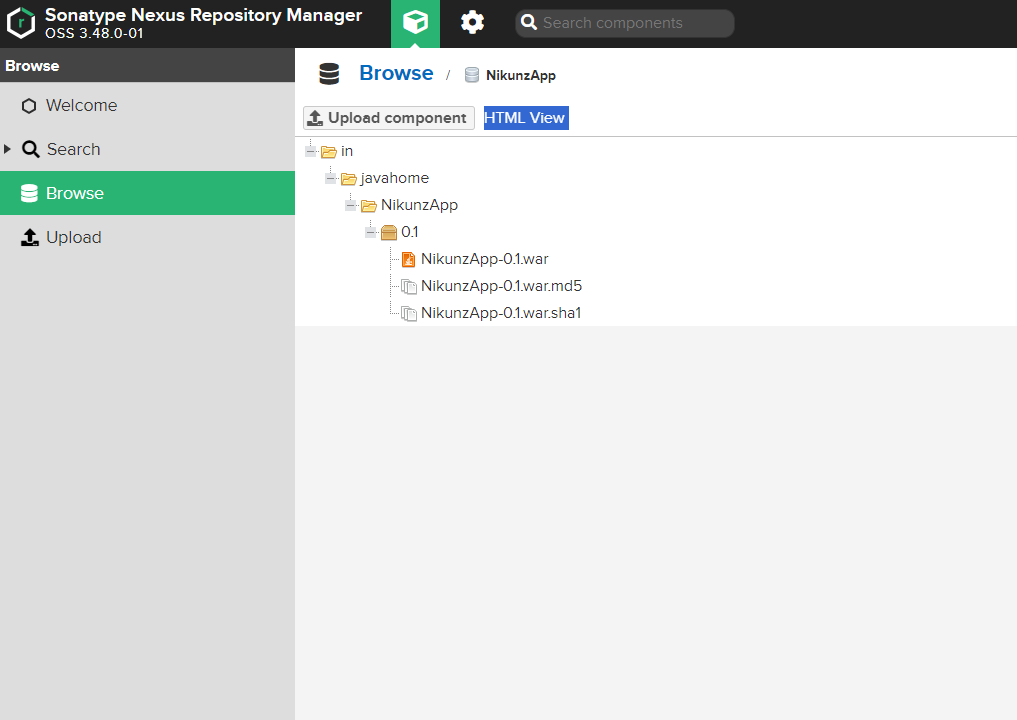 Sonatype Nexus Repository Manager
OSS 3.48.0-01
Search components
Browse
Welcome
Search
Browse
Upload
Browse / NikunzApp
Upload component HTML View
in
javahome
NikunzApp
0.1
NikunzApp-0.1.war
NikunzApp-0.1.war.md5
NikunzApp-0.1.war.sha1